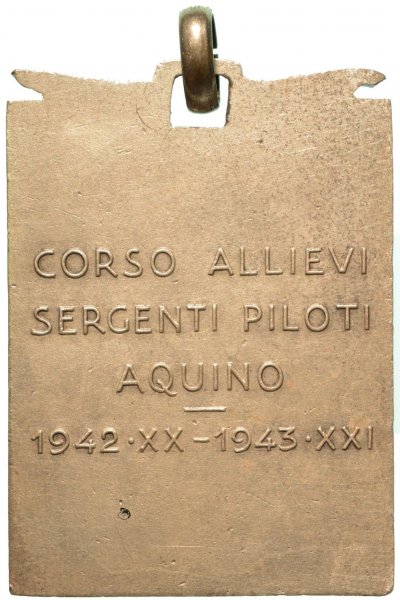 CORSO ALLIEVI
SERGENTI PILOTI
AQUINO
1942·XX-1943·XXI